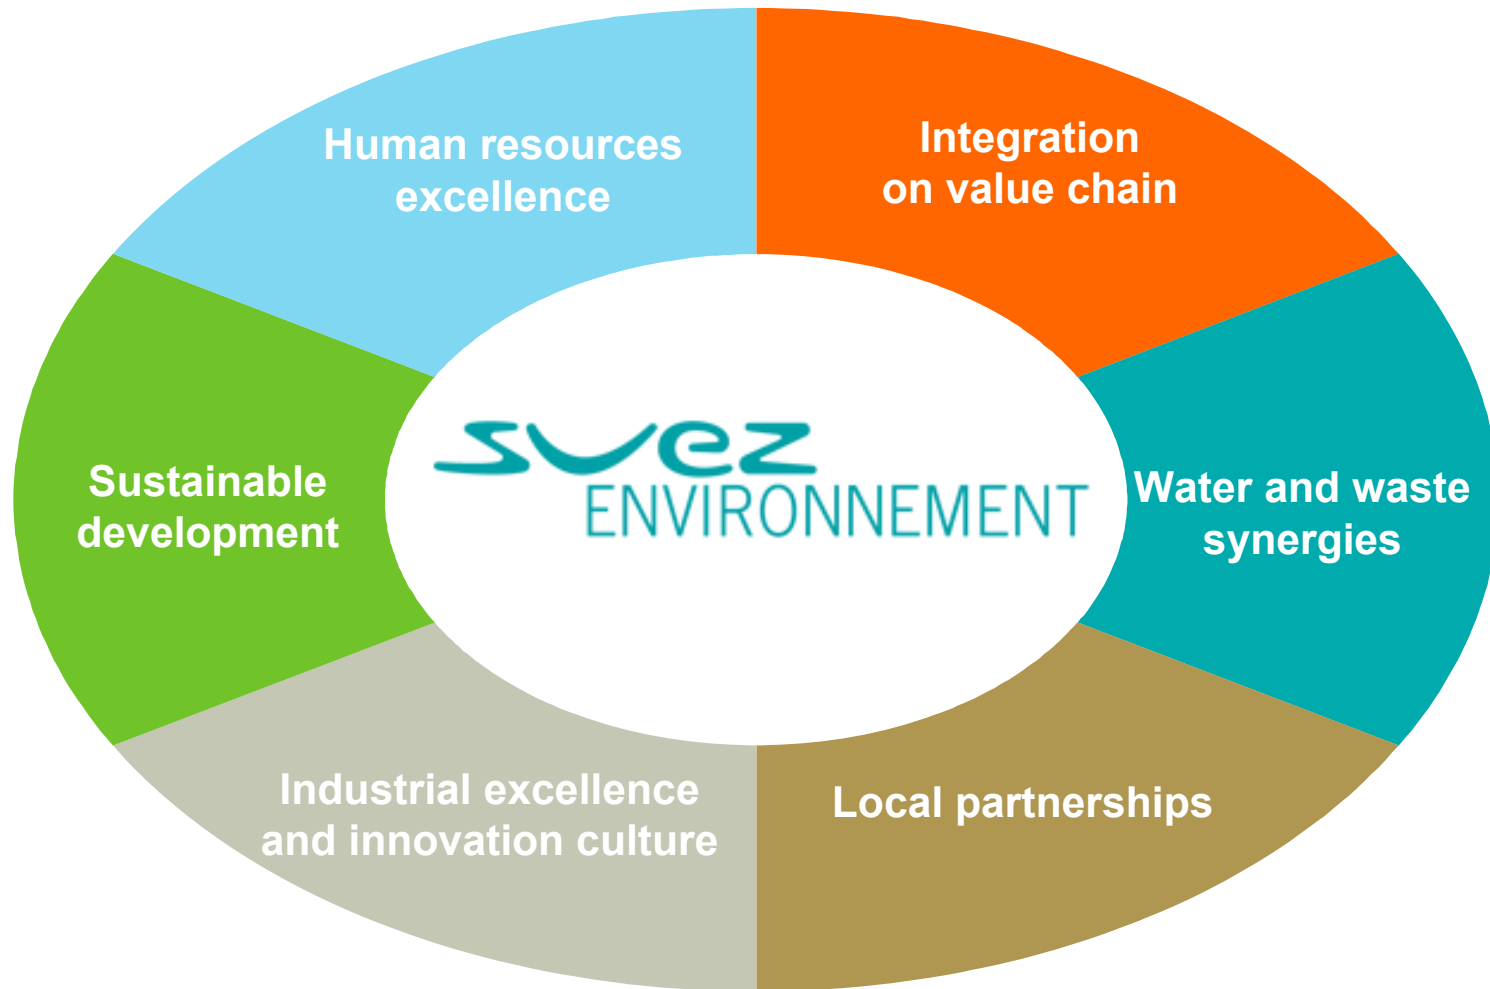 Human resources
excellence
Integration
on value chain
Sustainable
development
suez
ENVIRONNEMENT
Water and waste
synergies
Industrial excellence
and innovation culture
Local partnerships